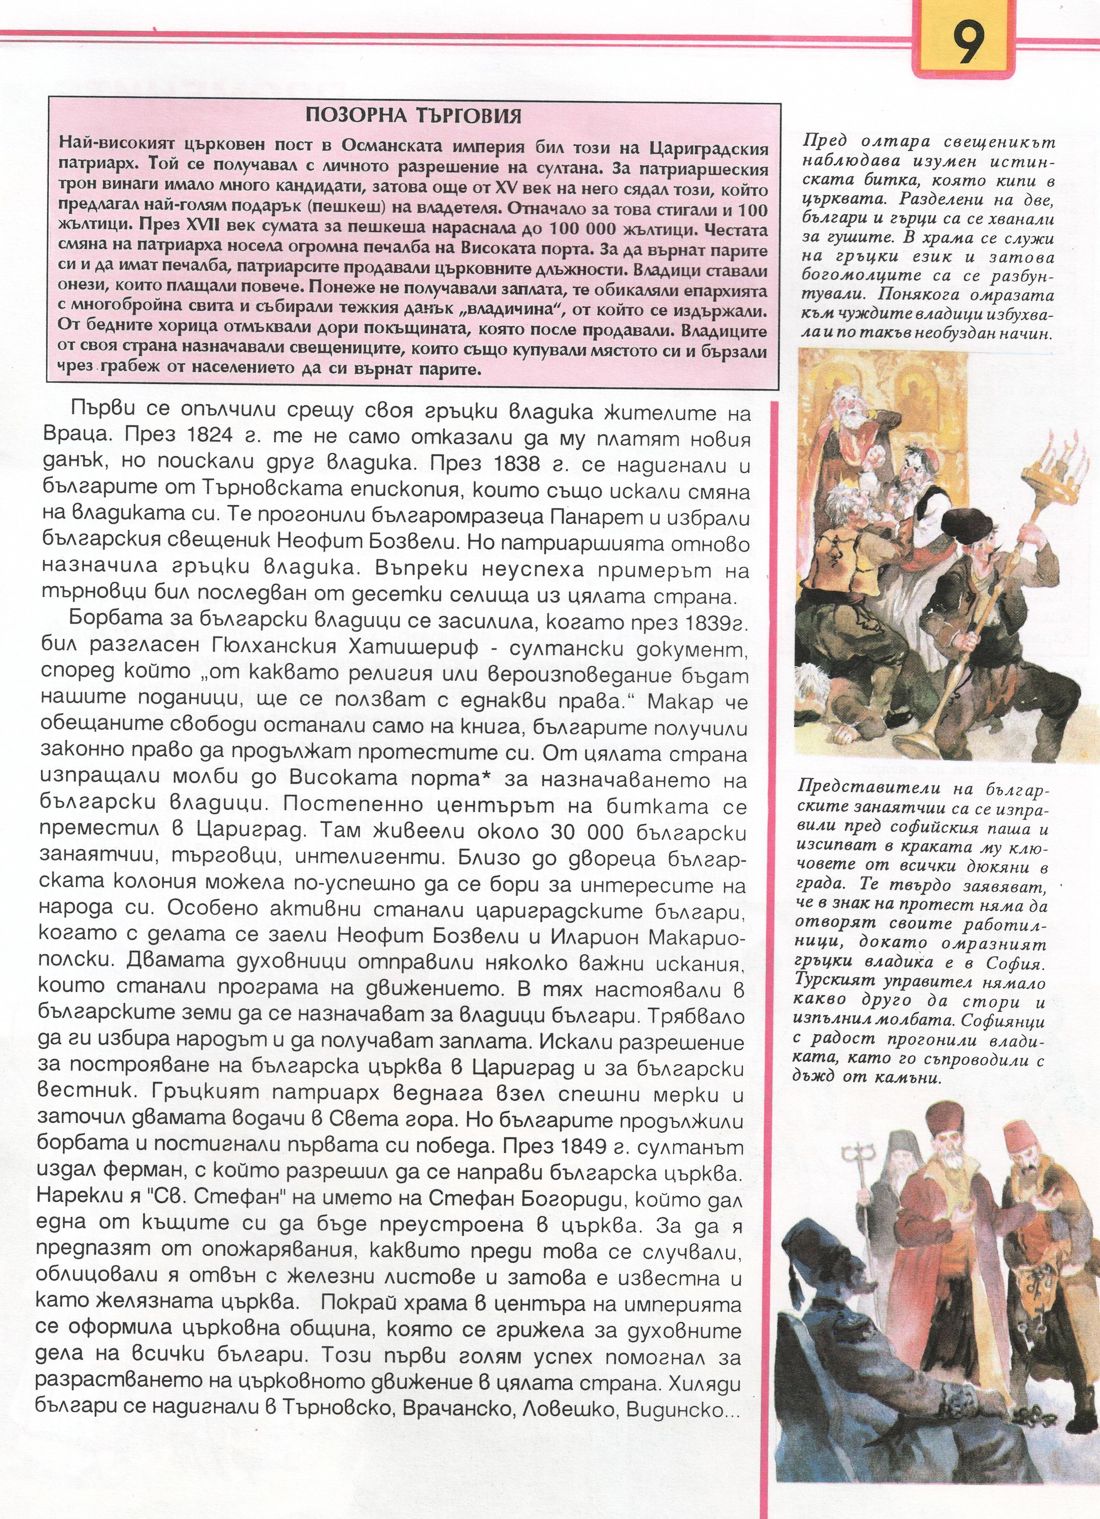 9
ПОЗОРНА ТЪРГОВИЯ
Най-високият църковен пост в Османската империя бил този на Цариградския
патриарх. Той се получавал с личното разрешение на султана. За патриаршеския
трон винаги имало много кандидати, затова още от XV век на него сядал този, който
предлагал най-голям подарък (пешкеш) на владетеля. Отначало за това стигали и 100
жълтици. През XVII век сумата за пешкеша нараснала до 100 000 жълтици. Честата
смяна на патриарха носела огромна печалба на Високата порта. За да върнат парите
си и да имат печалба, патриарсите продавали църковните длъжности. Владици ставали
онези, които плащали повече. Понеже не получавали заплата, те обикаляли епархията
с многобройна свита и събирали тежкия данък „владичина“, от който се издържали.
От бедните хорица отмъквали дори покъщината, която после продавали. Владиците
от своя страна назначавали свещениците, които също купували мястото си и бързали
чрез грабеж от населението да си върнат парите.
Първи се опълчили срещу своя гръцки владика жителите на
Враца. През 1824 г. те не само отказали да му платят новия
данък, но поискали друг владика. През 1838 г. се надигнали и
българите от Търновската епископия, които също искали смяна
на владиката си. Те прогонили българомразеца Панарет и избрали
българския свещеник Неофит Бозвели. Но патриаршията отново
назначила гръцки владика. Въпреки неуспеха примерът на
търновци бил последван от десетки селища из цялата страна.
Борбата за български владици се засилила, когато през 1839г.
бил разгласен Гюлханския Хатишериф - султански документ,
според който „от каквато религия или вероизповедание бъдат
нашите поданици, ще се ползват с еднакви права.“ Макар че
обещаните свободи останали само на книга, българите получили
законно право да продължат протестите си. От цялата страна
изпращали молби до Високата порта* за назначаването на
български владици. Постепенно центърът на битката се
преместил в Цариград. Там живеели около 30 000 български
занаятчии, търговци, интелигенти. Близо до двореца българ-
ската колония можела по-успешно да се бори за интересите на
народа си. Особено активни станали цариградските българи,
когато с делата се заели Неофит Бозвели и Иларион Макарио-
полски. Двамата духовници отправили няколко важни искания,
които станали програма на движението. В тях настоявали в
българските земи да се назначават за владици българи. Трябвало
да ги избира народът и да получават заплата. Искали разрешение
за построяване на българска църква в Цариград и за български
вестник. Гръцкият патриарх веднага взел спешни мерки и
заточил двамата водачи в Света гора. Но българите продължили
борбата и постигнали първата си победа. През 1849 г. султанът
издал ферман, с който разрешил да се направи българска църква.
Нарекли я "Св. Стефан" на името на Стефан Богориди, който дал
една от къщите си да бъде преустроена в църква. За да я
предпазят от опожарявания, каквито преди това се случвали,
облицовали я отвън с железни листове и затова е известна и
като желязната църква. Покрай храма в центъра на империята
се оформила църковна община, която се грижела за духовните
дела на всички българи. Този първи голям успех помогнал за
разрастването на църковното движение в цялата страна. Хиляди
българи се надигнали в Търновско, Врачанско, Ловешко, Видинско...
Пред олтара свещеникът
наблюдава изумен истин-
ската битка, която кипи в
църквата. Разделени на две,
българи и гърци са се хванали
за гушите. В храма се служи
на гръцки език и затова
богомолците са се разбун-
тували. Понякога омразата
към чуждите владици избухва-
ла и по такъв необуздан начин.
Представители на българ-
ските занаятчии са се изпра-
вили пред софийския паша и
изсипват в краката му клю-
човете от всички дюкяни в
града. Те твърдо заявяват,
че в знак на протест няма да
отворят своите работил-
ници, докато омразният
гръцки владика е в София.
Турският управител нямало
какво друго да стори и
изпълнил молбата. Софиянци
с радост прогонили влади-
ката, като го съпроводили с
дъжд от камъни.